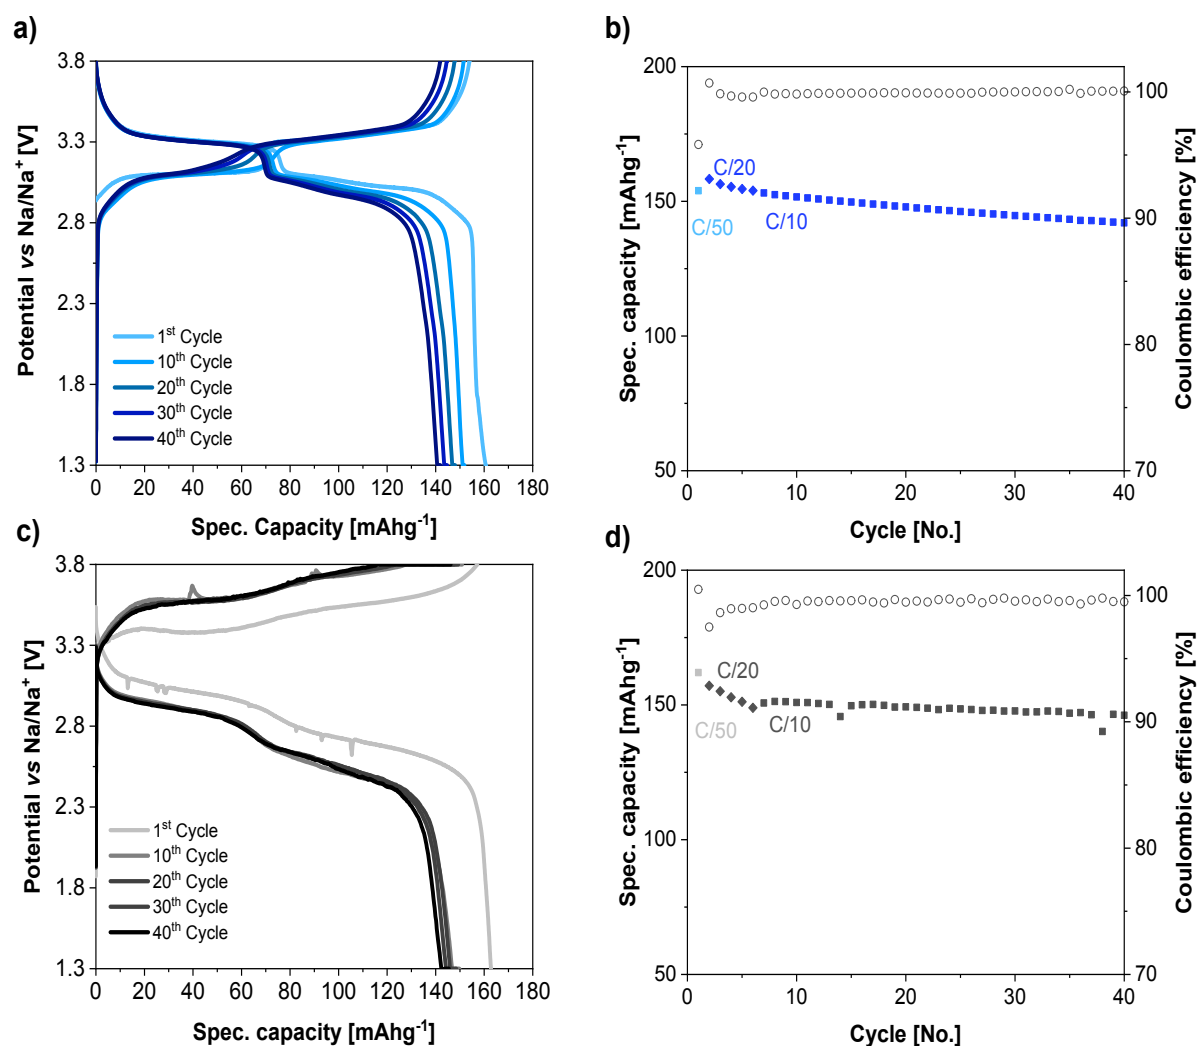 a)
3.8
3.3
2.8
2.3
1.8
1.3
Potential vs Na/Na⁺ [V]
1ˢᵗ Cycle
10ᵗʰ Cycle
20ᵗʰ Cycle
30ᵗʰ Cycle
40ᵗʰ Cycle
0 20 40 60 80 100 120 140 160 180
Spec. Capacity [mAhg⁻¹]
b)
200
150
100
50
Spec. capacity [mAhg⁻¹]
C/20
C/50
C/10
100
90
80
70
Coulombic efficiency [%]
0 10 20 30 40
Cycle [No.]
c)
3.8
3.3
2.8
2.3
1.8
1.3
Potential vs Na/Na⁺ [V]
1ˢᵗ Cycle
10ᵗʰ Cycle
20ᵗʰ Cycle
30ᵗʰ Cycle
40ᵗʰ Cycle
0 20 40 60 80 100 120 140 160 180
Spec. capacity [mAhg⁻¹]
d)
200
150
100
50
Spec. capacity [mAhg⁻¹]
C/20
C/50
C/10
100
90
80
70
Coulombic efficiency [%]
0 10 20 30 40
Cycle [No.]